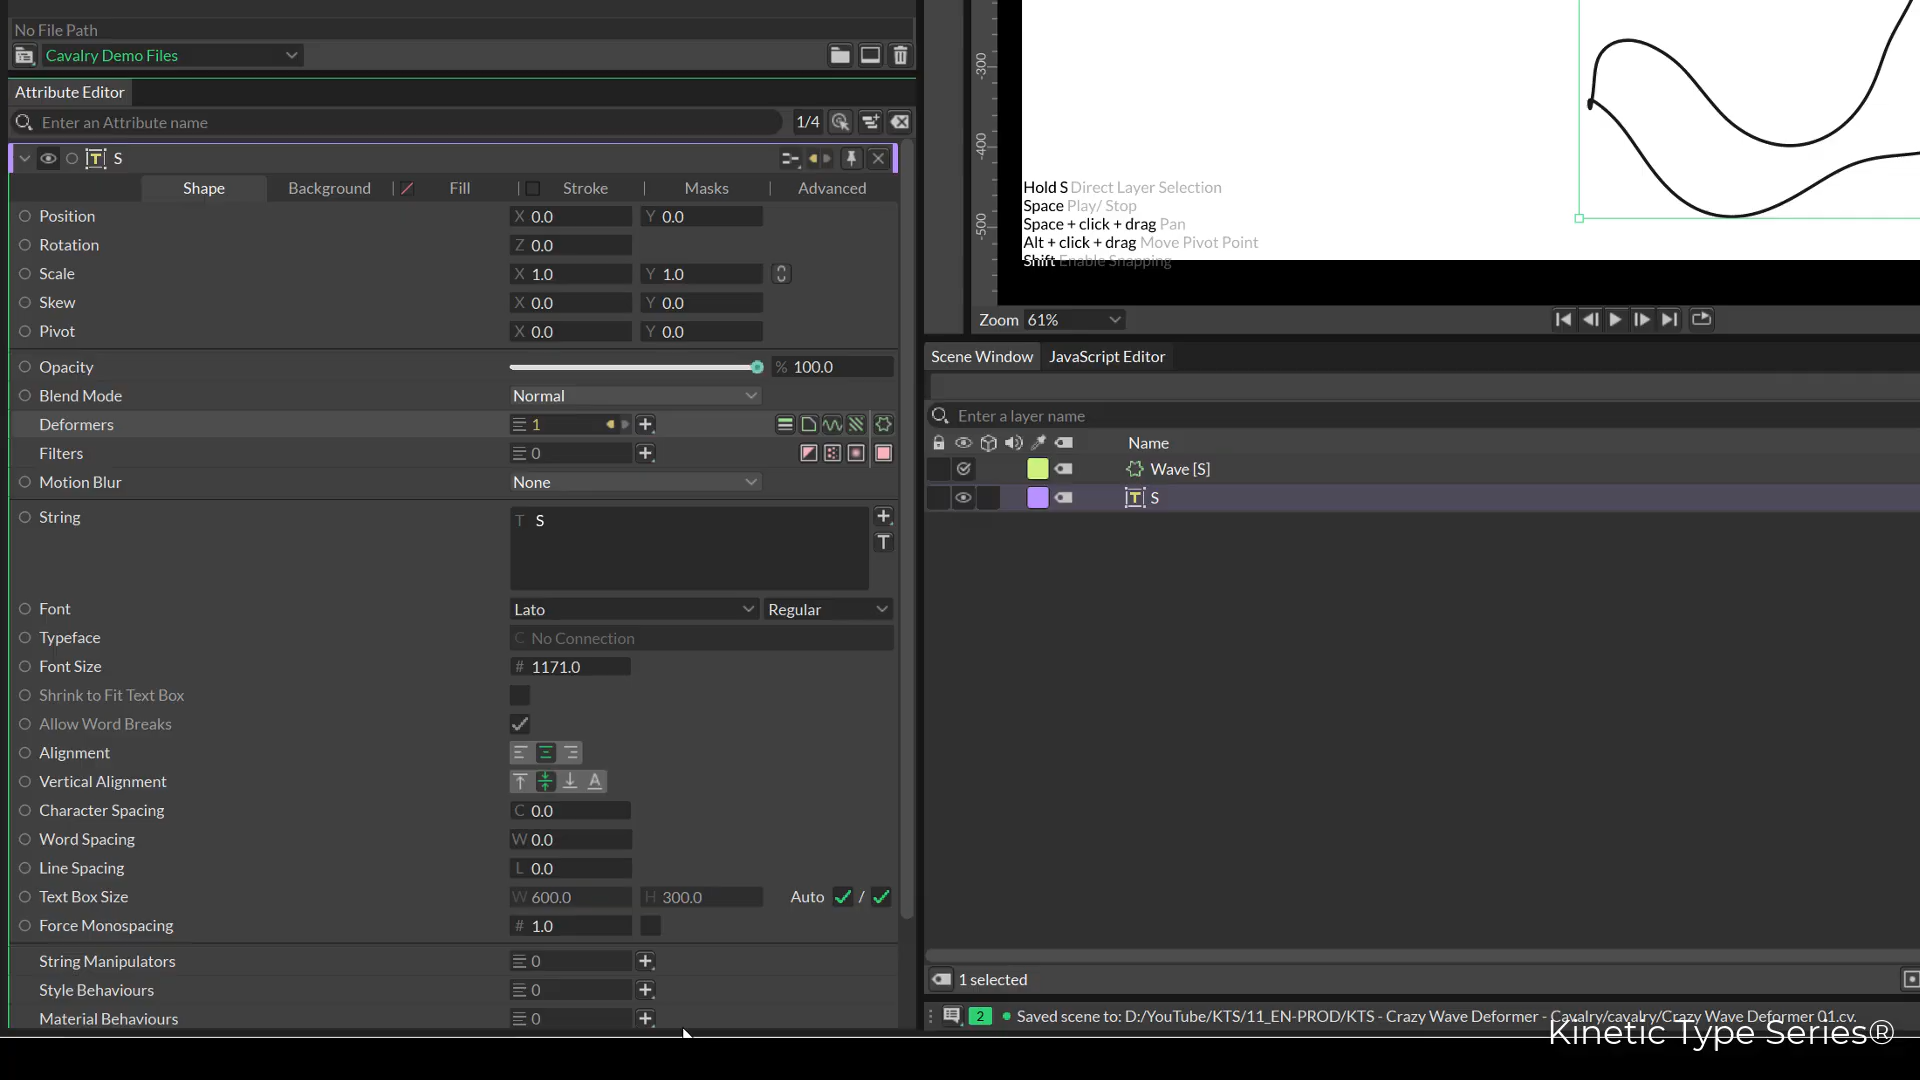 No File Path
Cavalry Demo Files
Attribute Editor
Enter an Attribute name 1/4
T S
Shape Background Fill Stroke Masks Advanced
Position X 0.0 Y 0.0
Rotation Z 0.0
Scale X 1.0 Y 1.0
Skew X 0.0 Y 0.0
Pivot X 0.0 Y 0.0
Opacity % 100.0
Blend Mode Normal
Deformers 1
Filters 0
Motion Blur None
String T S
T
Font Lato Regular
Typeface C No Connection
Font Size # 1171.0
Shrink to Fit Text Box
Allow Word Breaks
Alignment
Vertical Alignment A
Character Spacing C 0.0
Word Spacing W 0.0
Line Spacing L 0.0
Text Box Size W 600.0 H 300.0 Auto /
Force Monospacing # 1.0
String Manipulators 0
Style Behaviours 0
Material Behaviours 0
-300
-400
-500
Hold S Direct Layer Selection
Space Play/ Stop
Space + click + drag Pan
Alt + click + drag Move Pivot Point
Shift Enable Snapping
Zoom 61%
Scene Window JavaScript Editor
Enter a layer name
Name
Wave [S]
T S
1 selected
2 Saved scene to: D:/YouTube/KTS/11_EN-PROD/KTS - Crazy Wave Deformer - Cavalry/cavalry/Crazy Wave Deformer 01.cv.
Kinetic Type Series®